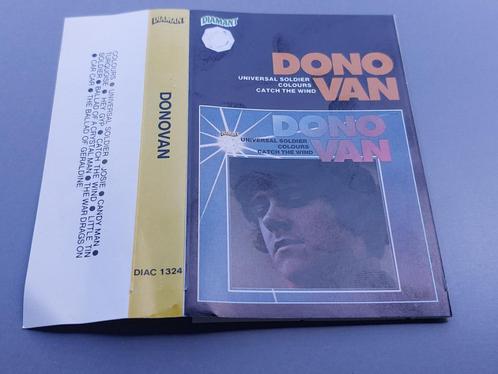 COLOURS ● UNIVERSAL SOLDIER ● JOSIE ● CANDY MAN ●
TURQUOISE ● HEY GYP ● CATCH THE WIND ● LITTLE TIN
SOLDIER ● BALLAD OF A CRYSTAL MAN ● THE WAR DRAGS ON
● CAR CAR ● THE BALLAD OF GERALDINE
DIAMANT
DONOVAN
DIAC 1324
DIAMANT
DONO
VAN
UNIVERSAL SOLDIER
COLOURS
CATCH THE WIND
DONO
VAN
UNIVERSAL SOLDIER
COLOURS
CATCH THE WIND